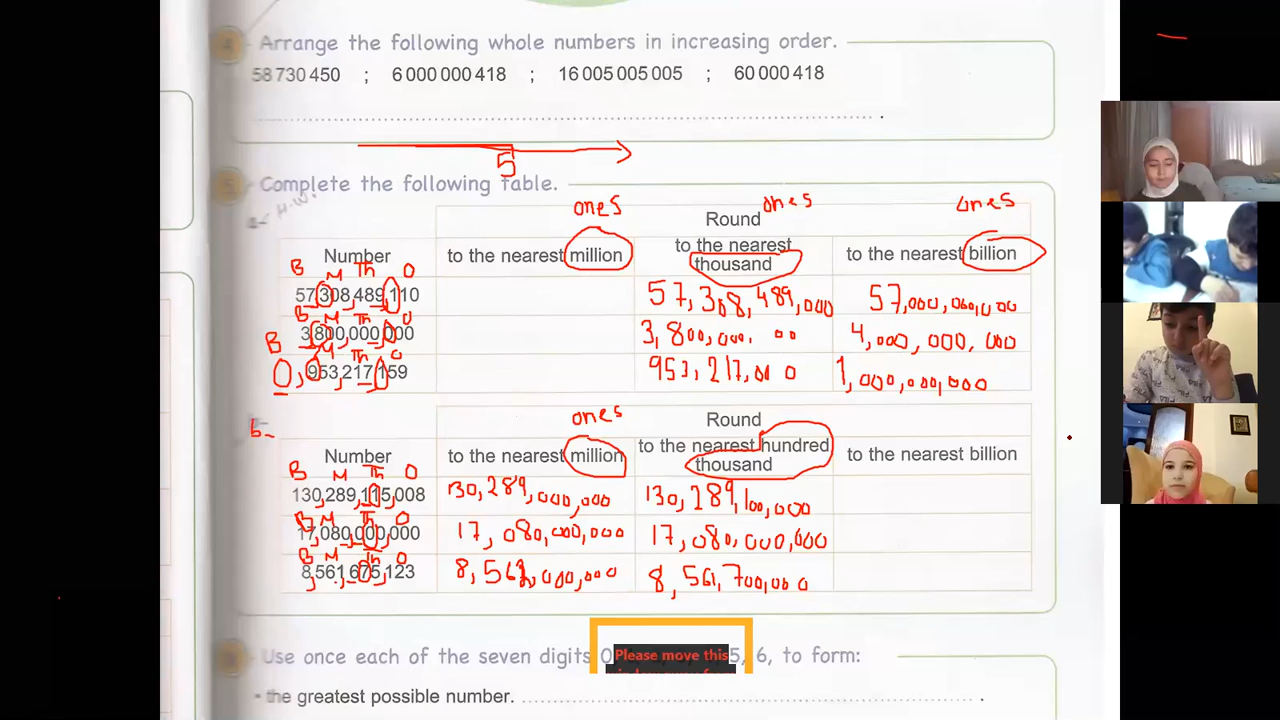 4 - Arrange the following whole numbers in increasing order.
58 730 450 ; 6 000 000 418 ; 16 005 005 005 ; 60 000 418
5
5 - Complete the following table.
a- H.W.
ones ones ones
Round
Number to the nearest million to the nearest thousand to the nearest billion
B M Th O
57,308,489,110 57,308,489,000 57,000,000,000
B M Th O
3,800,000,000 3,800,000,00 4,000,000,000
B M Th O
0,953,217,159 953,217,000 1,000,000,000
b-
ones
Round
Number to the nearest million to the nearest hundred thousand to the nearest billion
B M Th O
130,289,115,008 130,289,000,000 130,289,100,000
B M Th O
17,080,000,000 17,080,000,000 17,080,000,000
B M Th O
8,561,675,123 8,562,000,000 8,561,700,000
Use once each of the seven digits 0 5, 6, to form:
Please move this
- the greatest possible number.